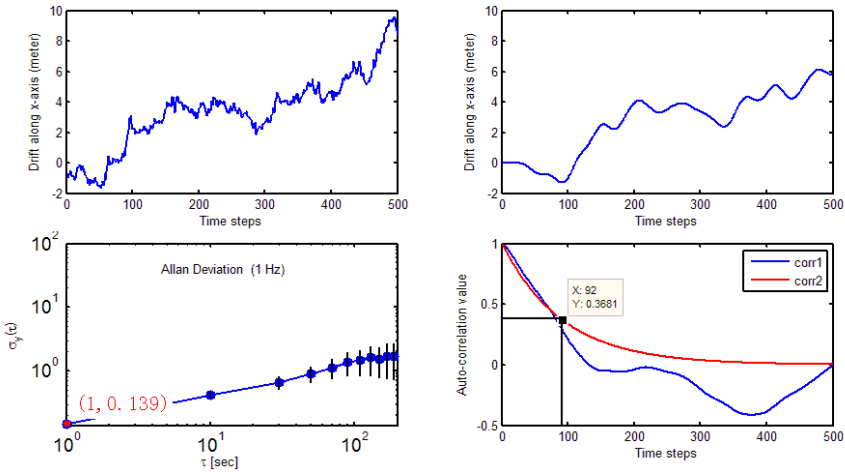 10
8
6
4
2
0
-2
Drift along x-axis (meter)
0 100 200 300 400 500
Time steps
10
8
6
4
2
0
-2
Drift along x-axis (meter)
0 100 200 300 400 500
Time steps
10^2
10^1
10^0
σy(τ)
Allan Deviation (1 Hz)
(1, 0.139)
10^0 10^1 10^2
τ [sec]
1
0.5
0
-0.5
Auto-correlation value
corr1
corr2
X: 92
Y: 0.3681
0 100 200 300 400 500
Time steps